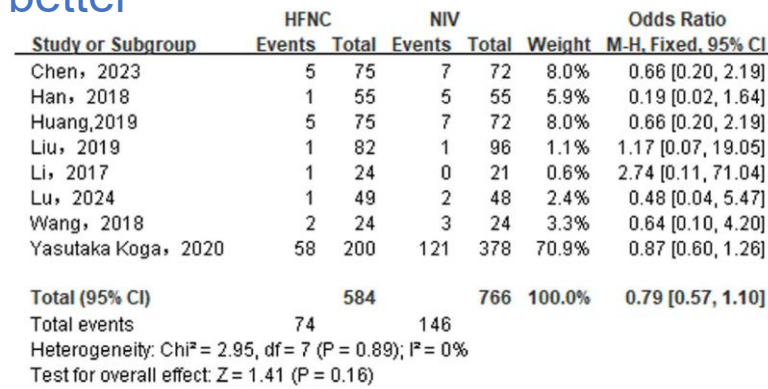 better
HFNC NIV Odds Ratio
Study or Subgroup Events Total Events Total Weight M-H, Fixed, 95% CI
Chen，2023 5 75 7 72 8.0% 0.66 [0.20, 2.19]
Han，2018 1 55 5 55 5.9% 0.19 [0.02, 1.64]
Huang,2019 5 75 7 72 8.0% 0.66 [0.20, 2.19]
Liu，2019 1 82 1 96 1.1% 1.17 [0.07, 19.05]
Li，2017 1 24 0 21 0.6% 2.74 [0.11, 71.04]
Lu，2024 1 49 2 48 2.4% 0.48 [0.04, 5.47]
Wang，2018 2 24 3 24 3.3% 0.64 [0.10, 4.20]
Yasutaka Koga，2020 58 200 121 378 70.9% 0.87 [0.60, 1.26]
Total (95% CI) 584 766 100.0% 0.79 [0.57, 1.10]
Total events 74 146
Heterogeneity: Chi² = 2.95, df = 7 (P = 0.89); I² = 0%
Test for overall effect: Z = 1.41 (P = 0.16)